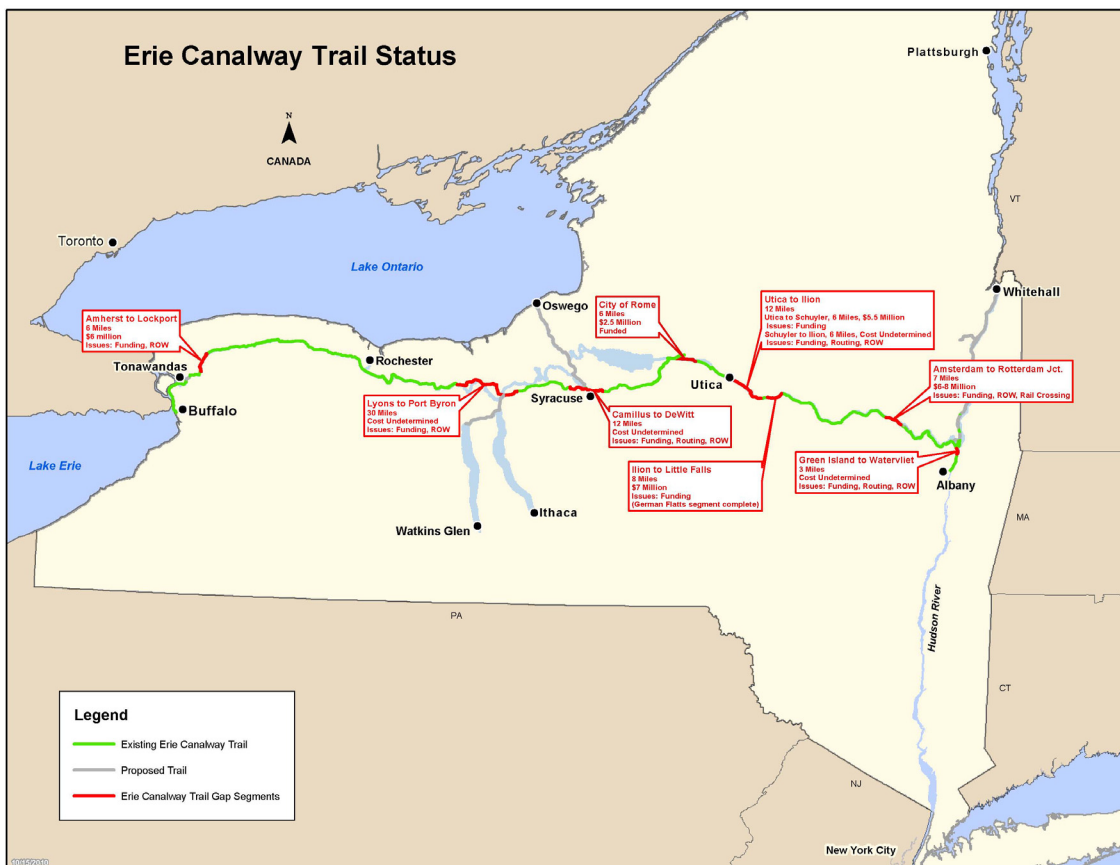 Erie Canalway Trail Status
N
CANADA
Plattsburgh
VT
Toronto
Lake Ontario
Whitehall
Oswego
City of Rome
6 Miles
$2.5 Million
Funded
Utica to Ilion
12 Miles
Utica to Schuyler, 6 Miles, $5.5 Million
Issues: Funding
Schuyler to Ilion, 6 Miles, Cost Undetermined
Issues: Funding, Routing, ROW
Amherst to Lockport
6 Miles
$6 million
Issues: Funding, ROW
Tonawandas
Rochester
Buffalo
Utica
Amsterdam to Rotterdam Jct.
7 Miles
$6-8 Million
Issues: Funding, ROW, Rail Crossing
Lyons to Port Byron
30 Miles
Cost Undetermined
Issues: Funding, ROW
Syracuse
Camillus to DeWitt
12 Miles
Cost Undetermined
Issues: Funding, Routing, ROW
Lake Erie
Ilion to Little Falls
8 Miles
$7 Million
Issues: Funding
(German Flatts segment complete)
Green Island to Watervliet
3 Miles
Cost Undetermined
Issues: Funding, Routing, ROW
Albany
Ithaca
Watkins Glen
MA
Hudson River
PA
CT
Legend
Existing Erie Canalway Trail
Proposed Trail
Erie Canalway Trail Gap Segments
NJ
New York City
10/15/2010